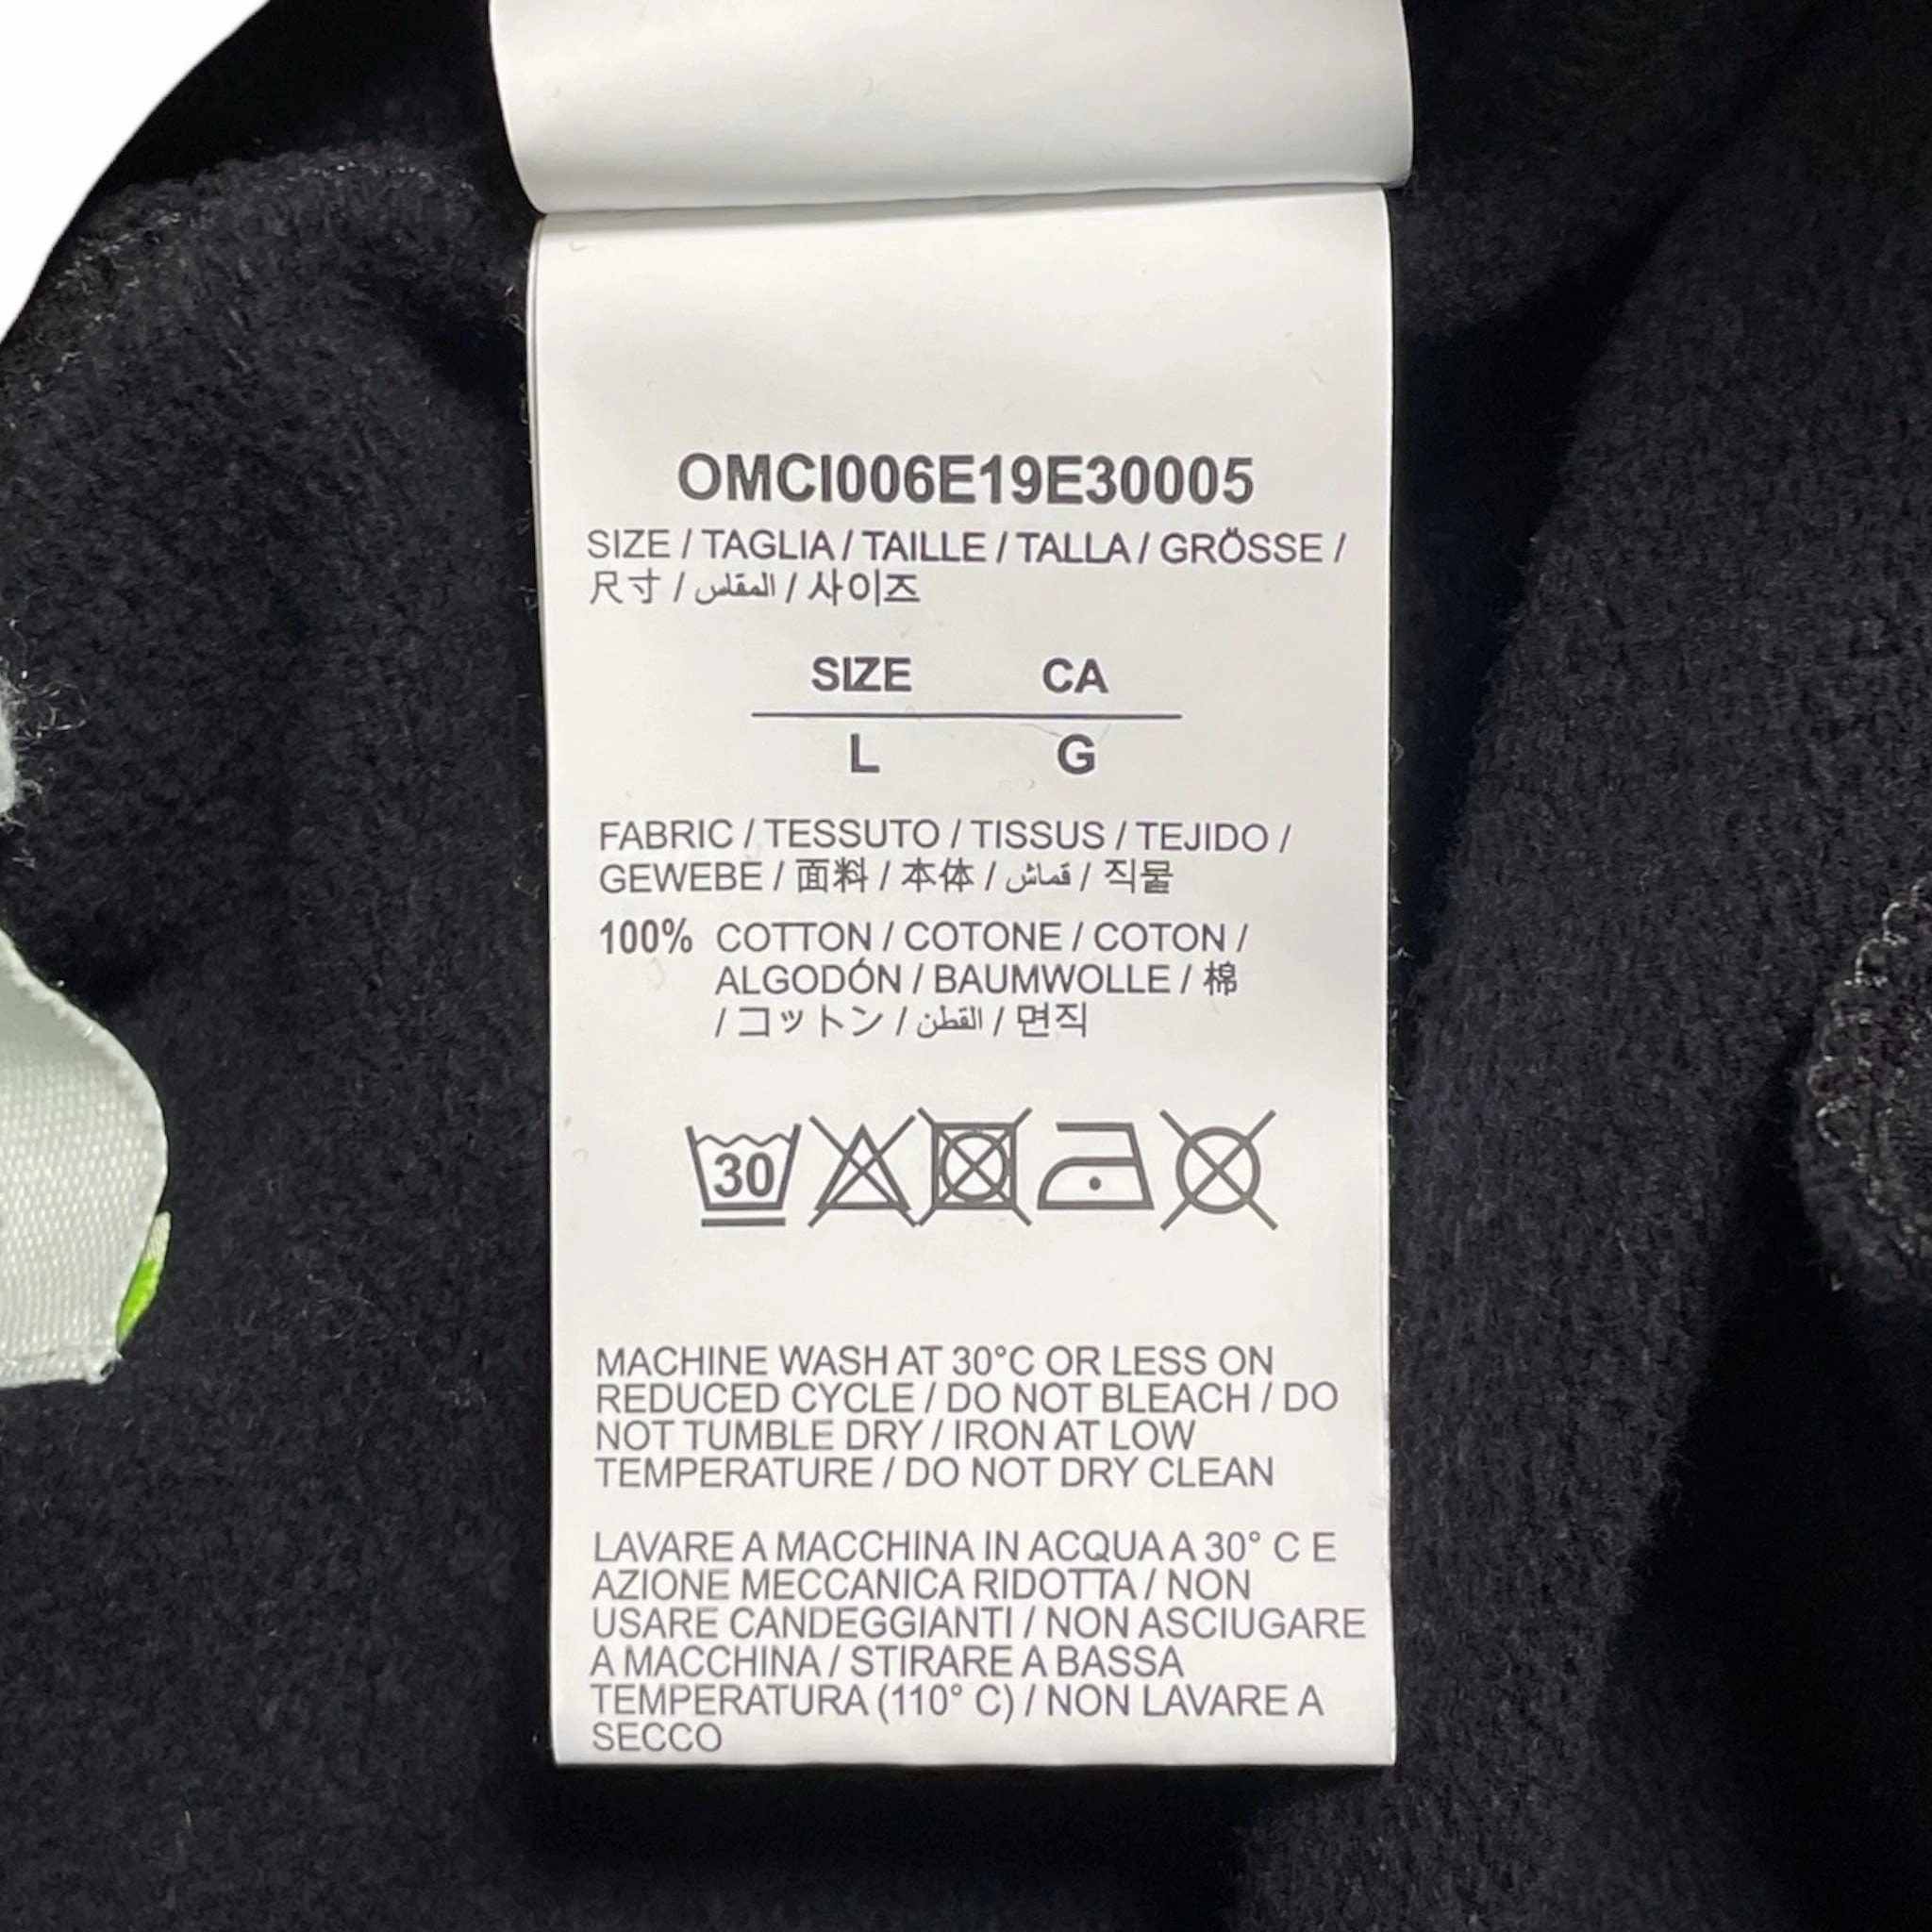 OMCI006E19E30005
SIZE / TAGLIA / TAILLE / TALLA / GRÖSSE /
尺寸 / المقاس / 사이즈
SIZE CA
L G
FABRIC / TESSUTO / TISSUS / TEJIDO /
GEWEBE / 面料 / 本体 / قماش / 직물
100% COTTON / COTONE / COTON /
ALGODÓN / BAUMWOLLE / 棉
/ コットン / القطن / 면직
30
MACHINE WASH AT 30°C OR LESS ON
REDUCED CYCLE / DO NOT BLEACH / DO
NOT TUMBLE DRY / IRON AT LOW
TEMPERATURE / DO NOT DRY CLEAN
LAVARE A MACCHINA IN ACQUA A 30° C E
AZIONE MECCANICA RIDOTTA / NON
USARE CANDEGGIANTI / NON ASCIUGARE
A MACCHINA / STIRARE A BASSA
TEMPERATURA (110° C) / NON LAVARE A
SECCO